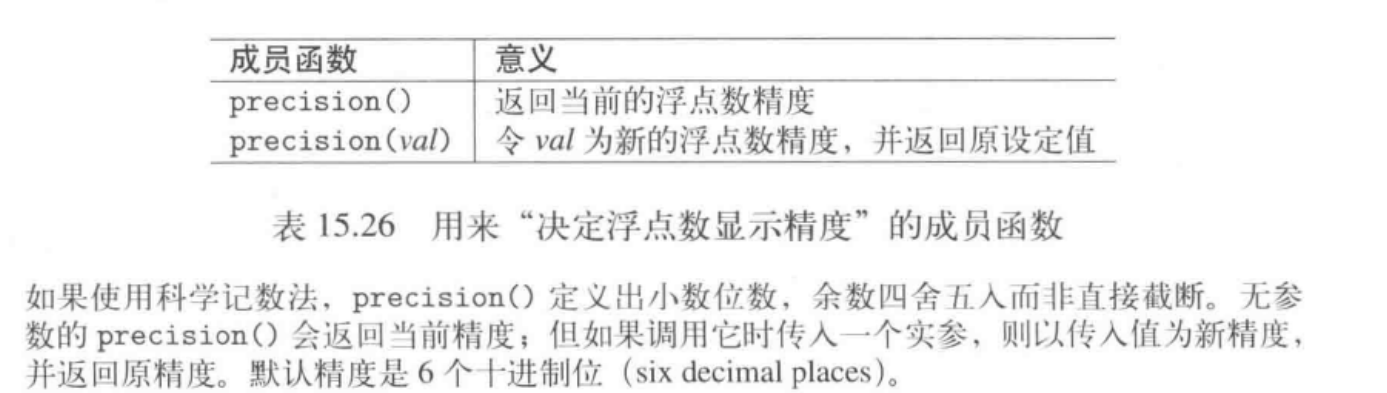 成员函数 意义
precision() 返回当前的浮点数精度
precision(val) 令 val 为新的浮点数精度，并返回原设定值
表 15.26 用来“决定浮点数显示精度”的成员函数
如果使用科学记数法，precision() 定义出小数位数，余数四舍五入而非直接截断。无参
数的 precision() 会返回当前精度；但如果调用它时传入一个实参，则以传入值为新精度，
并返回原精度。默认精度是 6 个十进制位（six decimal places）。